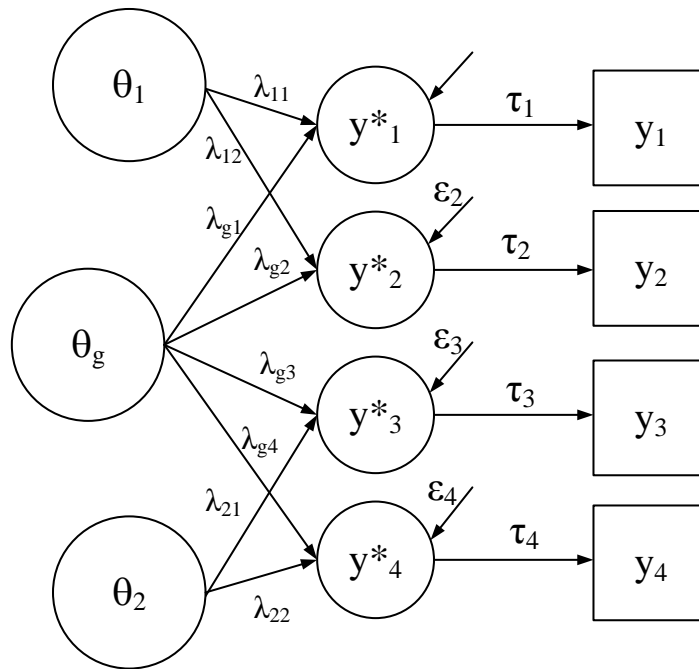 θ₁
λ₁₁
y*₁
τ₁
y₁
λ₁₂
λg₁
ε₂
λg₂
y*₂
τ₂
y₂
θg
ε₃
λg₃
y*₃
τ₃
y₃
λg₄
λ₂₁
ε₄
θ₂
y*₄
τ₄
y₄
λ₂₂